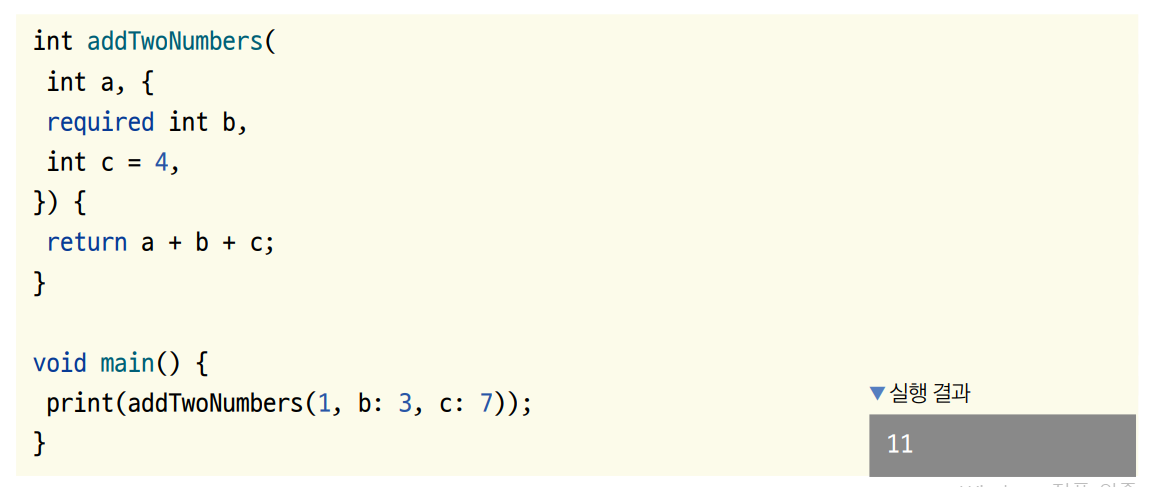 int addTwoNumbers(
int a, {
required int b,
int c = 4,
}) {
return a + b + c;
}
void main() {
print(addTwoNumbers(1, b: 3, c: 7));
}
▼실행 결과
11